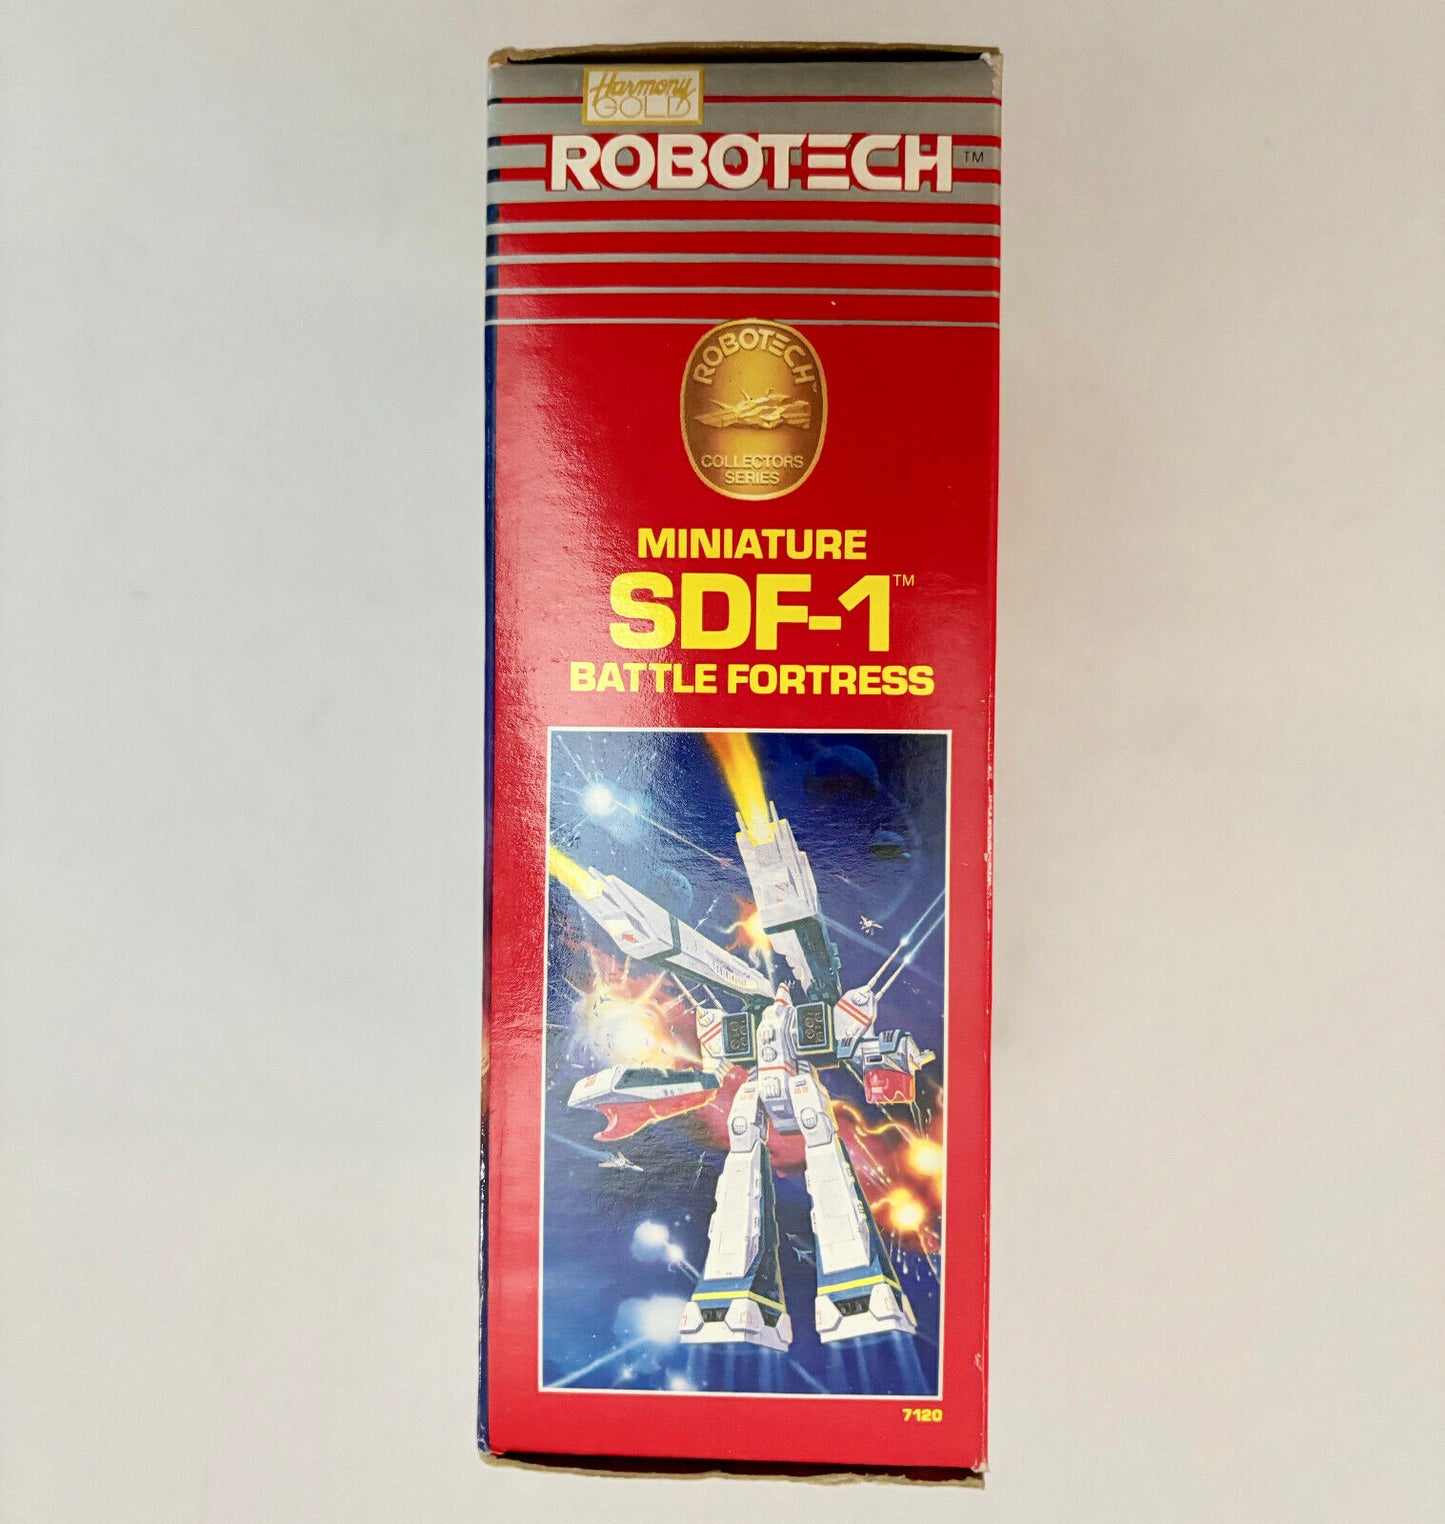 Harmony
GOLD
ROBOTECH™
ROBOTECH™
COLLECTORS
SERIES
MINIATURE
SDF-1™
BATTLE FORTRESS
7120